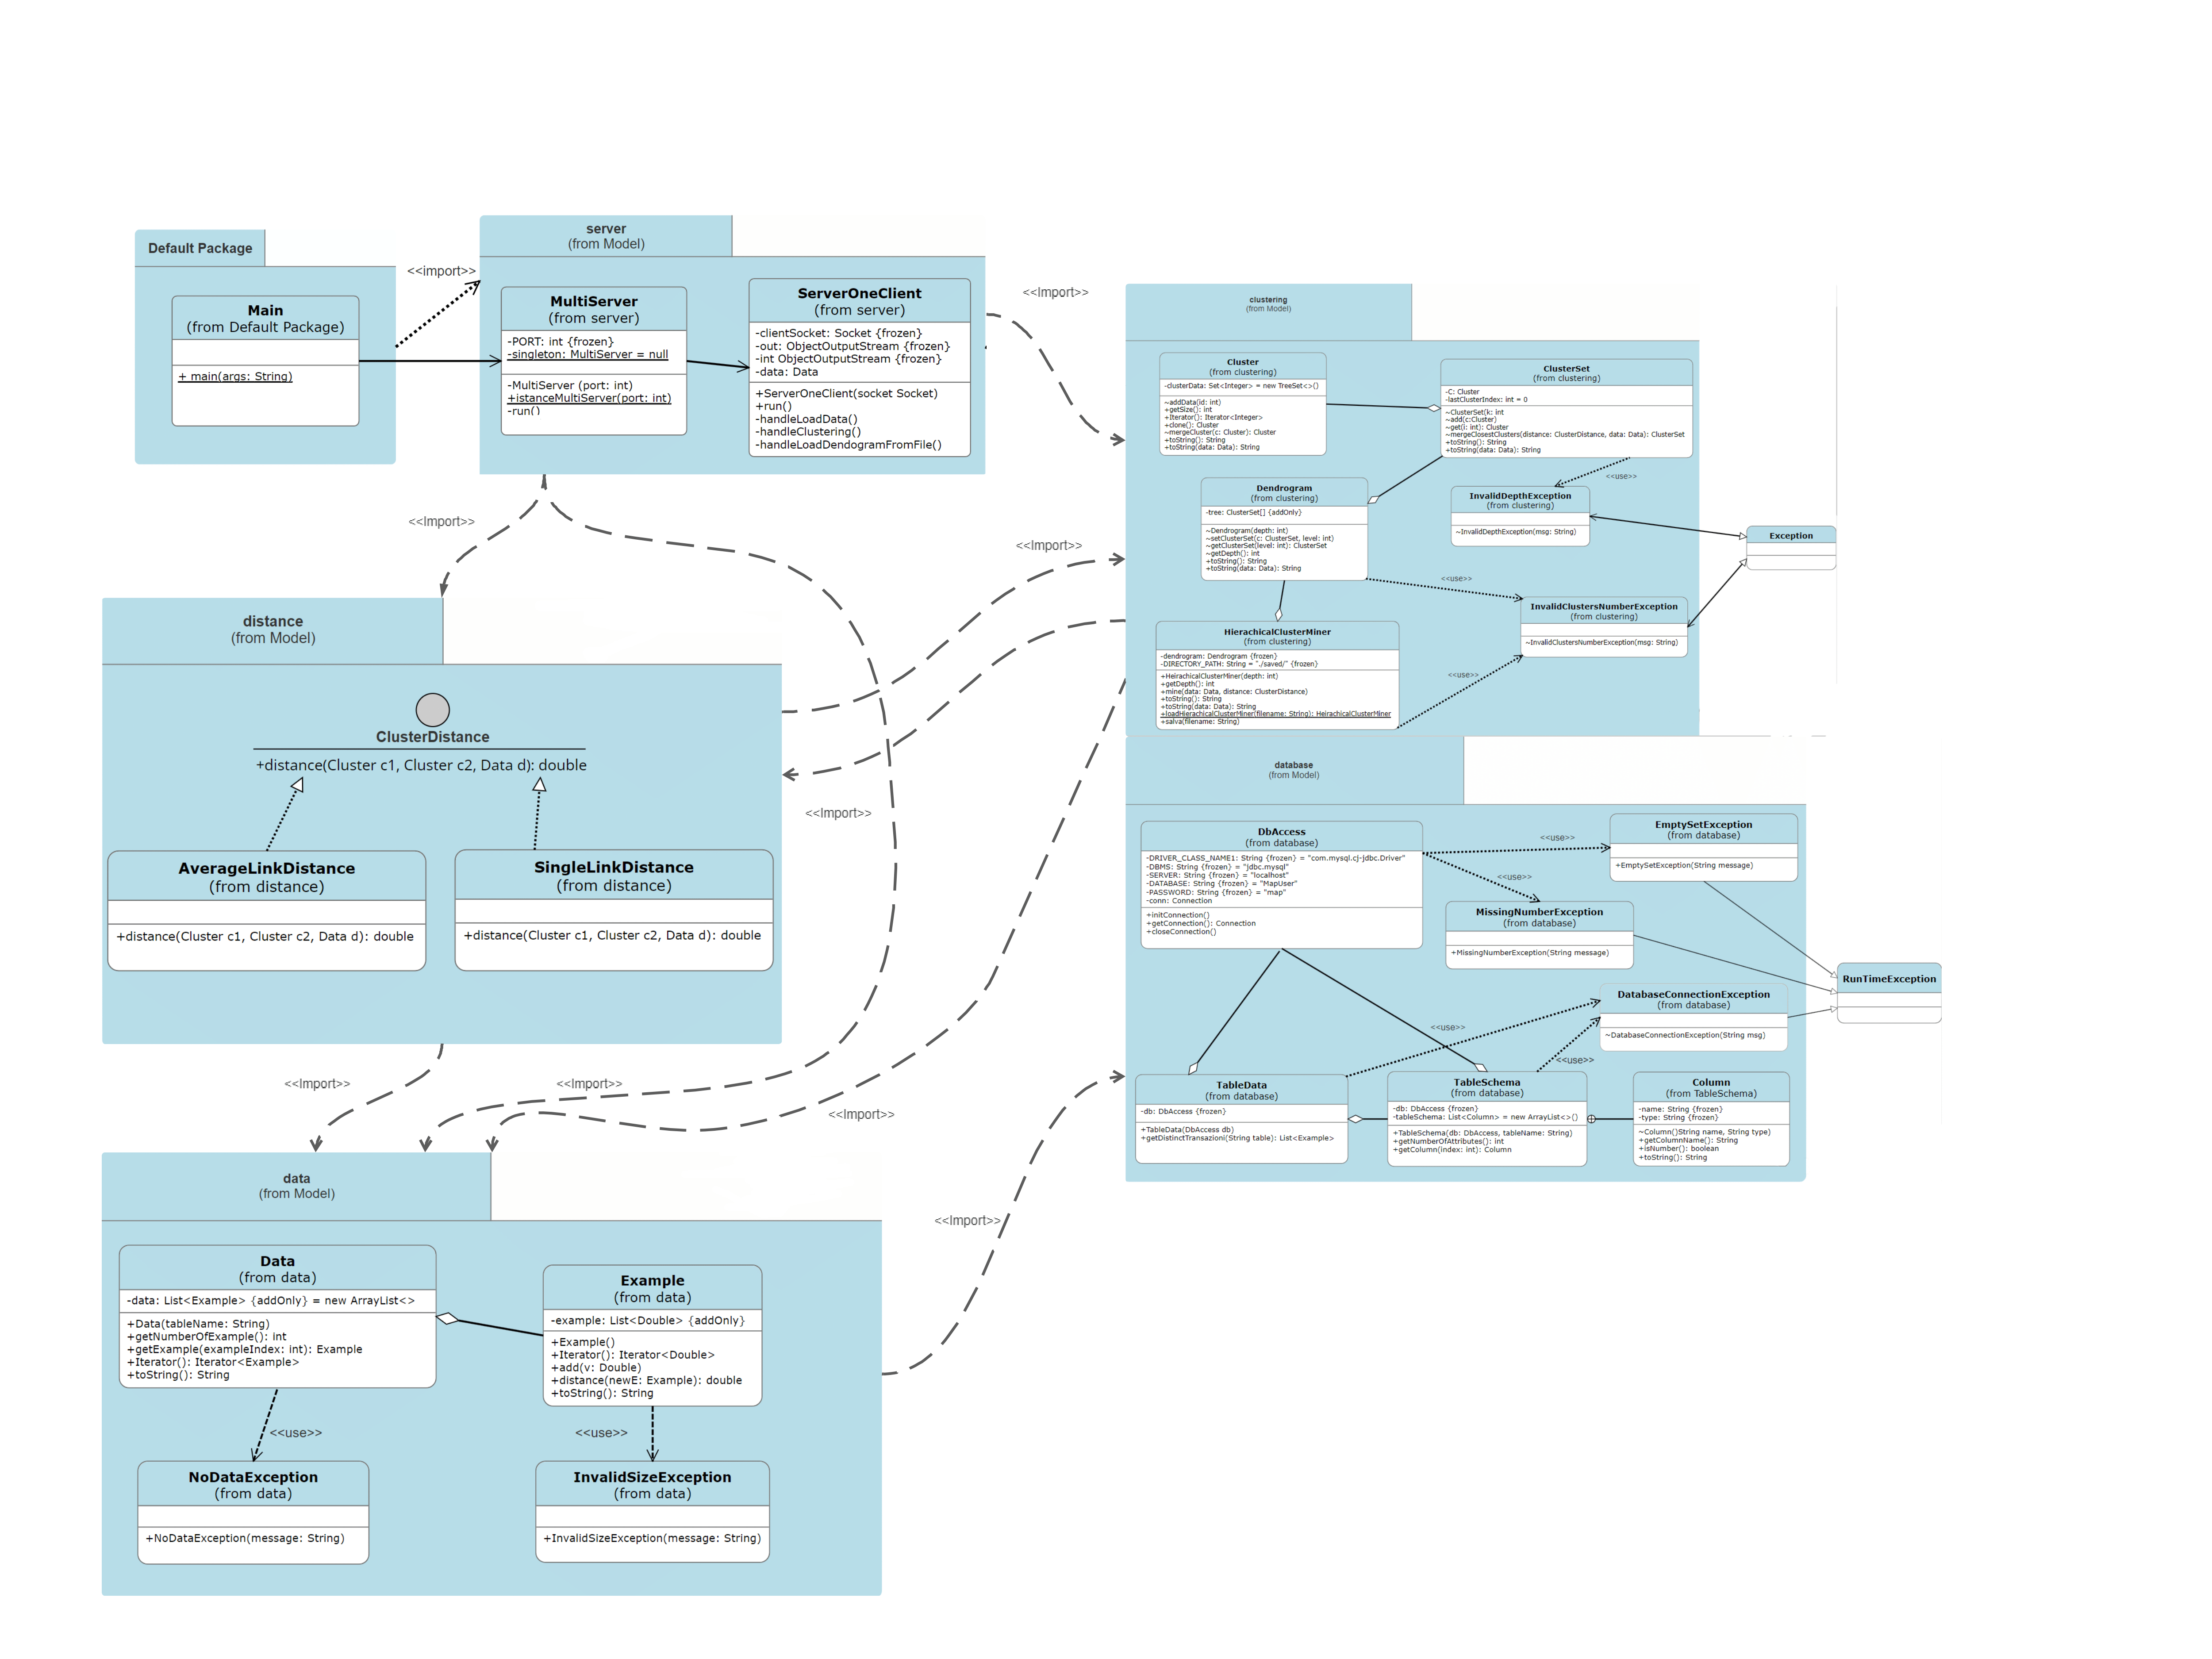 Default Package
Main
(from Default Package)
+ main(args: String)
<<import>>
server
(from Model)
MultiServer
(from server)
-PORT: int {frozen}
-singleton: MultiServer = null
-MultiServer (port: int)
+istanceMultiServer(port: int)
-run()
ServerOneClient
(from server)
-clientSocket: Socket {frozen}
-out: ObjectOutputStream {frozen}
-int ObjectOutputStream {frozen}
-data: Data
+ServerOneClient(socket Socket)
+run()
-handleLoadData()
-handleClustering()
-handleLoadDendogramFromFile()
<<Import>>
<<Import>>
<<Import>>
<<Import>>
clustering
(from Model)
Cluster
(from clustering)
-clusterData: Set<Integer> = new TreeSet<>()
~addData(id: int)
+getSize(): int
+Iterator(): Iterator<Integer>
+clone(): Cluster
~mergeCluster(c: Cluster): Cluster
+toString(): String
+toString(data: Data): String
ClusterSet
(from clustering)
-C: Cluster
-lastClusterIndex: int = 0
~ClusterSet(k: int
~add(c:Cluster)
~get(i: int): Cluster
~mergeClosestClusters(distance: ClusterDistance, data: Data): ClusterSet
+toString(): String
+toString(data: Data): String
<<use>>
Dendrogram
(from clustering)
-tree: ClusterSet[] {addOnly}
~Dendrogram(depth: int)
~setClusterSet(c: ClusterSet, level: int)
~getClusterSet(level: int): ClusterSet
~getDepth(): int
+toString(): String
+toString(data: Data): String
InvalidDepthException
(from clustering)
~InvalidDepthException(msg: String)
Exception
<<use>>
InvalidClustersNumberException
(from clustering)
~InvalidClustersNumberException(msg: String)
HierachicalClusterMiner
(from clustering)
-dendrogram: Dendrogram {frozen}
-DIRECTORY_PATH: String = "./saved/" {frozen}
+HeirachicalClusterMiner(depth: int)
+getDepth(): int
+mine(data: Data, distance: ClusterDistance)
+toString(): String
+toString(data: Data): String
+loadHierachicalClusterMiner(filename: String): HeirachicalClusterMiner
+salva(filename: String)
<<use>>
distance
(from Model)
ClusterDistance
+distance(Cluster c1, Cluster c2, Data d): double
AverageLinkDistance
(from distance)
+distance(Cluster c1, Cluster c2, Data d): double
SingleLinkDistance
(from distance)
+distance(Cluster c1, Cluster c2, Data d): double
<<Import>>
<<Import>>
<<Import>>
<<Import>>
database
(from Model)
DbAccess
(from database)
-DRIVER_CLASS_NAME1: String {frozen} = "com.mysql.cj-jdbc.Driver"
-DBMS: String {frozen} = "jdbc.mysql"
-SERVER: String {frozen} = "localhost"
-DATABASE: String {frozen} = "MapUser"
-PASSWORD: String {frozen} = "map"
-conn: Connection
+initConnection()
+getConnection(): Connection
+closeConnection()
<<use>>
EmptySetException
(from database)
+EmptySetException(String message)
<<use>>
MissingNumberException
(from database)
+MissingNumberException(String message)
RunTimeException
DatabaseConnectionException
(from database)
~DatabaseConnectionException(String msg)
<<use>>
<<use>>
TableData
(from database)
-db: DbAccess {frozen}
+TableData(DbAccess db)
+getDistinctTransazioni(String table): List<Example>
TableSchema
(from database)
-db: DbAccess {frozen}
-tableSchema: List<Column> = new ArrayList<>()
+TableSchema(db: DbAccess, tableName: String)
+getNumberOfAttributes(): int
+getColumn(index: int): Column
Column
(from TableSchema)
-name: String {frozen}
-type: String {frozen}
~Column()String name, String type)
+getColumnName(): String
+isNumber(): boolean
+toString(): String
data
(from Model)
Data
(from data)
-data: List<Example> {addOnly} = new ArrayList<>
+Data(tableName: String)
+getNumberOfExample(): int
+getExample(exampleIndex: int): Example
+Iterator(): Iterator<Example>
+toString(): String
Example
(from data)
-example: List<Double> {addOnly}
+Example()
+Iterator(): Iterator<Double>
+add(v: Double)
+distance(newE: Example): double
+toString(): String
<<use>>
<<use>>
NoDataException
(from data)
+NoDataException(message: String)
InvalidSizeException
(from data)
+InvalidSizeException(message: String)